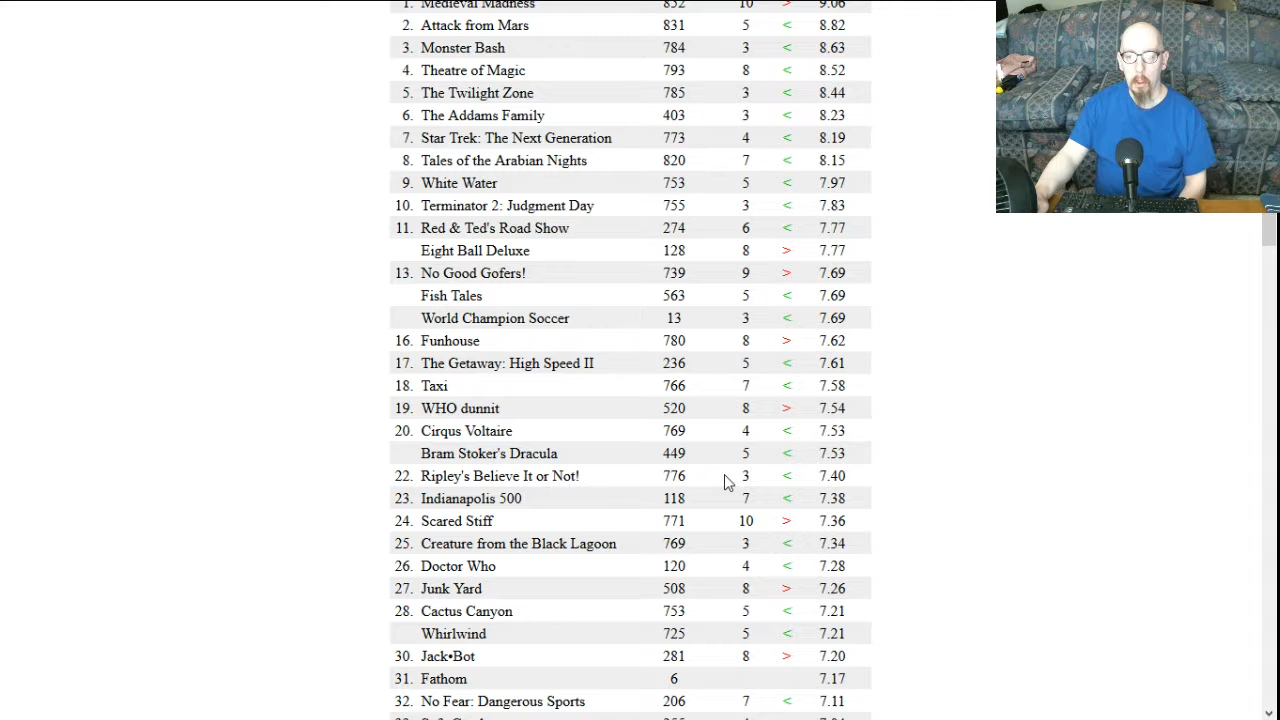 1. Medieval Madness 852 10 > 9.06
2. Attack from Mars 831 5 < 8.82
3. Monster Bash 784 3 < 8.63
4. Theatre of Magic 793 8 < 8.52
5. The Twilight Zone 785 3 < 8.44
6. The Addams Family 403 3 < 8.23
7. Star Trek: The Next Generation 773 4 < 8.19
8. Tales of the Arabian Nights 820 7 < 8.15
9. White Water 753 5 < 7.97
10. Terminator 2: Judgment Day 755 3 < 7.83
11. Red & Ted's Road Show 274 6 < 7.77
Eight Ball Deluxe 128 8 > 7.77
13. No Good Gofers! 739 9 > 7.69
Fish Tales 563 5 < 7.69
World Champion Soccer 13 3 < 7.69
16. Funhouse 780 8 > 7.62
17. The Getaway: High Speed II 236 5 < 7.61
18. Taxi 766 7 < 7.58
19. WHO dunnit 520 8 > 7.54
20. Cirqus Voltaire 769 4 < 7.53
Bram Stoker's Dracula 449 5 < 7.53
22. Ripley's Believe It or Not! 776 3 < 7.40
23. Indianapolis 500 118 7 < 7.38
24. Scared Stiff 771 10 > 7.36
25. Creature from the Black Lagoon 769 3 < 7.34
26. Doctor Who 120 4 < 7.28
27. Junk Yard 508 8 > 7.26
28. Cactus Canyon 753 5 < 7.21
Whirlwind 725 5 < 7.21
30. Jack•Bot 281 8 > 7.20
31. Fathom 6 7.17
32. No Fear: Dangerous Sports 206 7 < 7.11